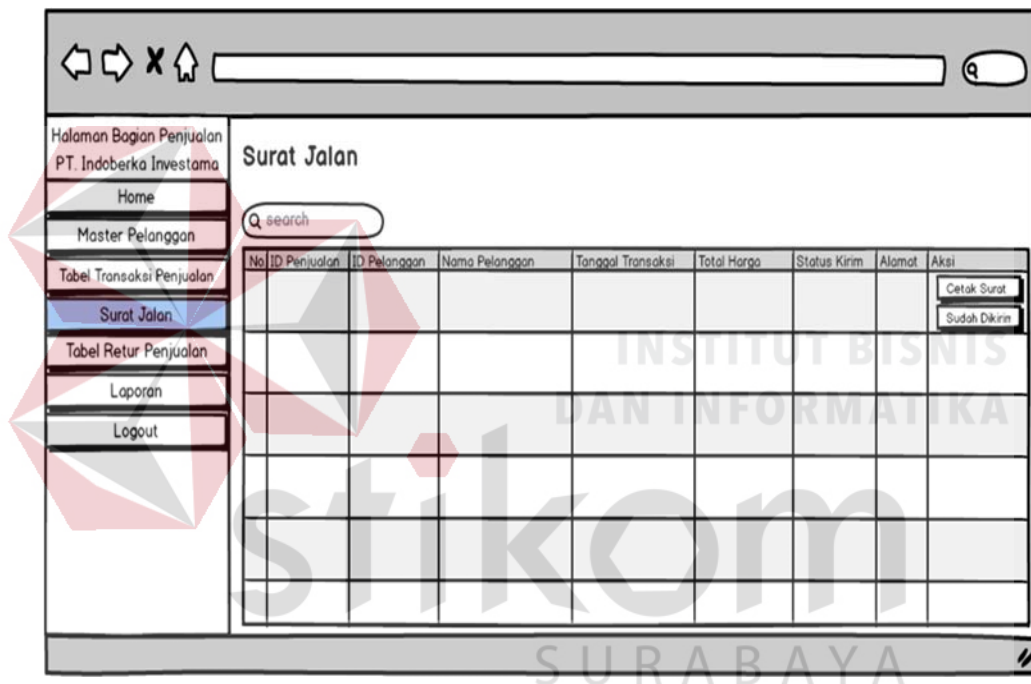 Halaman Bagian Penjualan
PT. Indoberka Investama
Home
Master Pelanggan
Tabel Transaksi Penjualan
Surat Jalan
Tabel Retur Penjualan
Laporan
Logout
Surat Jalan
search
No ID Penjualan ID Pelanggan Nama Pelanggan Tanggal Transaksi Total Harga Status Kirim Alamat Aksi
Cetak Surat
Sudah Dikirim
INSTITUT BISNIS
DAN INFORMATIKA
stikom
SURABAYA